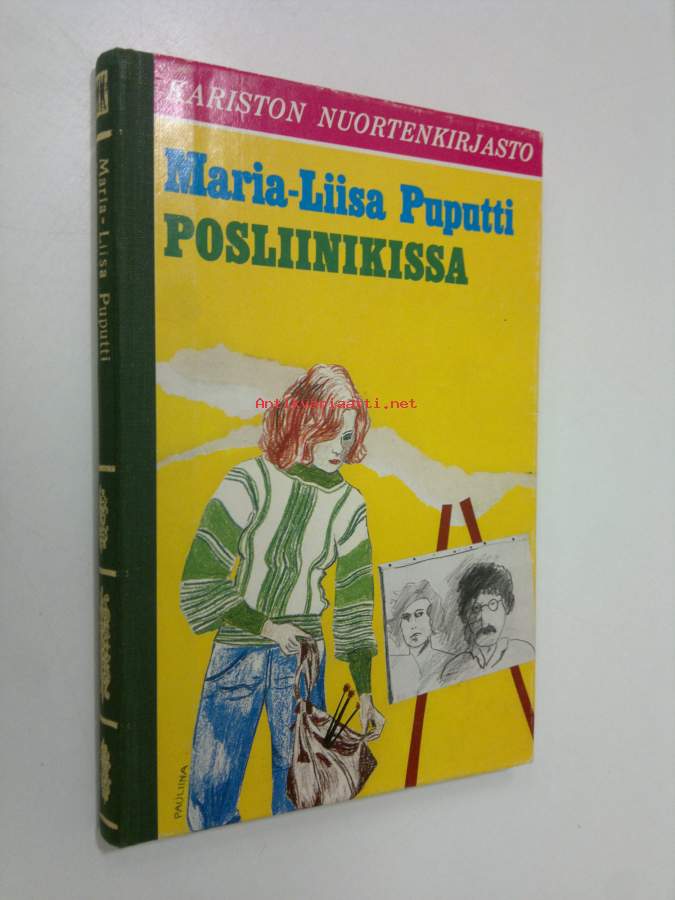 KARISTON NUORTENKIRJASTO
Maria-Liisa Puputti
POSLIINIKISSA
Maria-Liisa Puputti
Antikvariaatti.net
PAULIINA